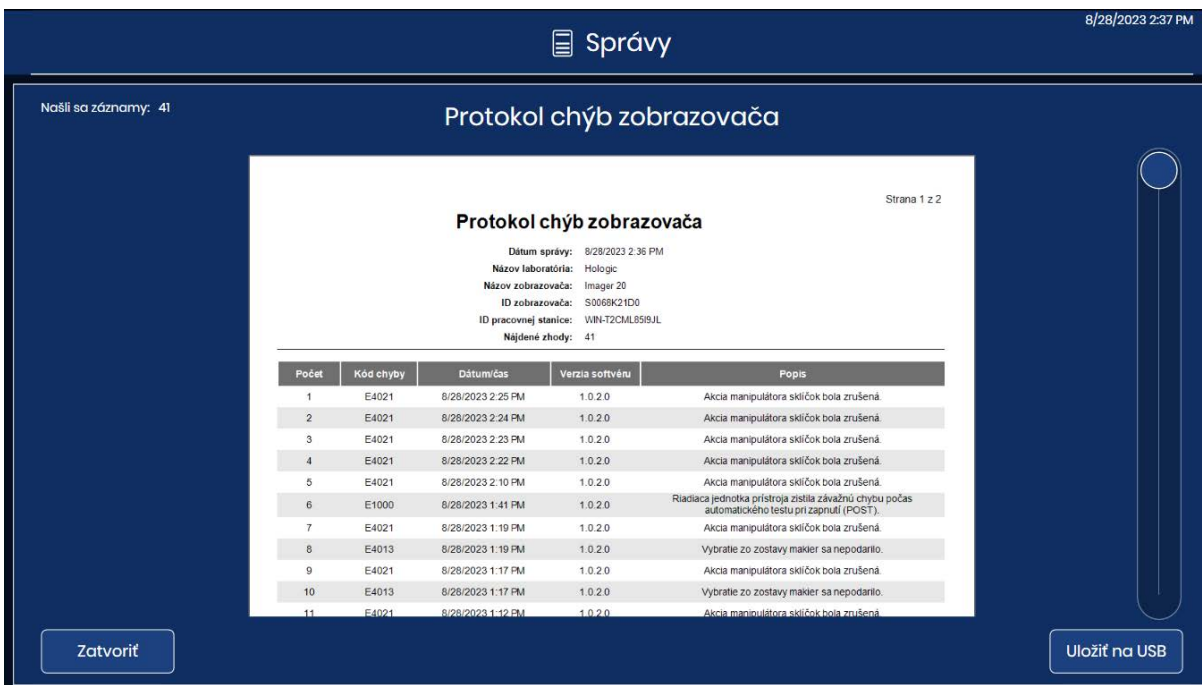 8/28/2023 2:37 PM
Správy
Našli sa záznamy: 41
Protokol chýb zobrazovača
Strana 1 z 2
Protokol chýb zobrazovača
Dátum správy: 8/28/2023 2:36 PM
Názov laboratória: Hologic
Názov zobrazovača: Imager 20
ID zobrazovača: S0068K21D0
ID pracovnej stanice: WIN-T2CML85I9JL
Nájdené zhody: 41
Počet Kód chyby Dátum/čas Verzia softvéru Popis
1 E4021 8/28/2023 2:25 PM 1.0.2.0 Akcia manipulátora sklíčok bola zrušená.
2 E4021 8/28/2023 2:24 PM 1.0.2.0 Akcia manipulátora sklíčok bola zrušená.
3 E4021 8/28/2023 2:23 PM 1.0.2.0 Akcia manipulátora sklíčok bola zrušená.
4 E4021 8/28/2023 2:22 PM 1.0.2.0 Akcia manipulátora sklíčok bola zrušená.
5 E4021 8/28/2023 2:10 PM 1.0.2.0 Akcia manipulátora sklíčok bola zrušená.
6 E1000 8/28/2023 1:41 PM 1.0.2.0 Riadiaca jednotka prístroja zistila závažnú chybu počas
automatického testu pri zapnutí (POST).
7 E4021 8/28/2023 1:19 PM 1.0.2.0 Akcia manipulátora sklíčok bola zrušená.
8 E4013 8/28/2023 1:19 PM 1.0.2.0 Vybratie zo zostavy makier sa nepodarilo.
9 E4021 8/28/2023 1:17 PM 1.0.2.0 Akcia manipulátora sklíčok bola zrušená.
10 E4013 8/28/2023 1:17 PM 1.0.2.0 Vybratie zo zostavy makier sa nepodarilo.
11 E4021 8/28/2023 1:12 PM 1.0.2.0 Akcia manipulátora sklíčok bola zrušená.
Zatvoriť
Uložiť na USB